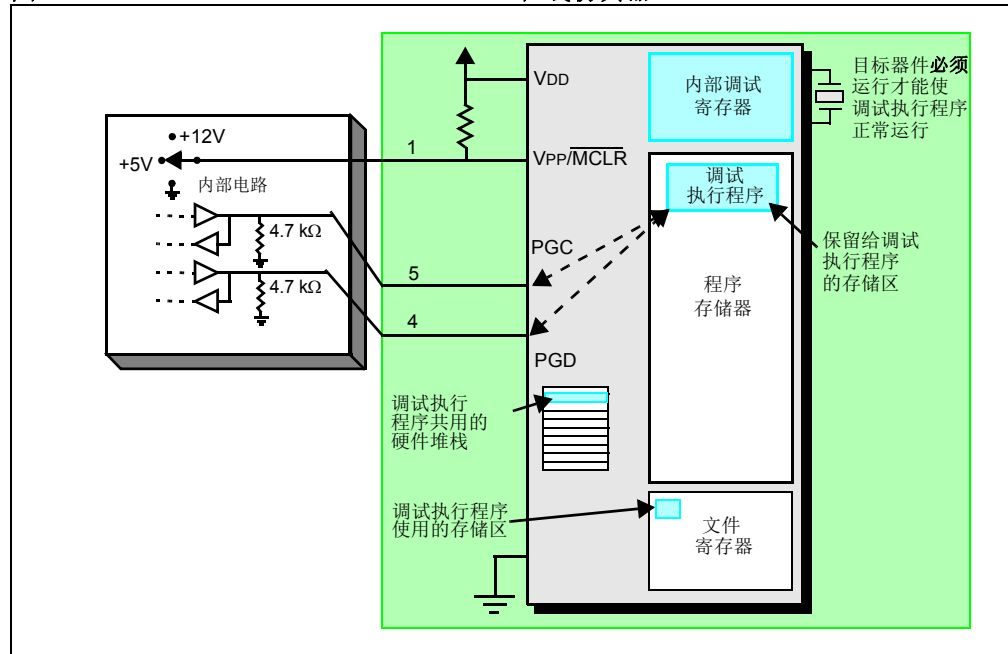 VDD
内部调试
寄存器
目标器件必须
运行才能使
调试执行程序
正常运行
+12V
+5V
1
VPP/MCLR
内部电路
调试
执行程序
4.7 kΩ
PGC
保留给调试
执行程序
的存储区
5
4.7 kΩ
程序
存储器
4
PGD
调试执行
程序共用的
硬件堆栈
调试执行程序
使用的存储区
文件
寄存器